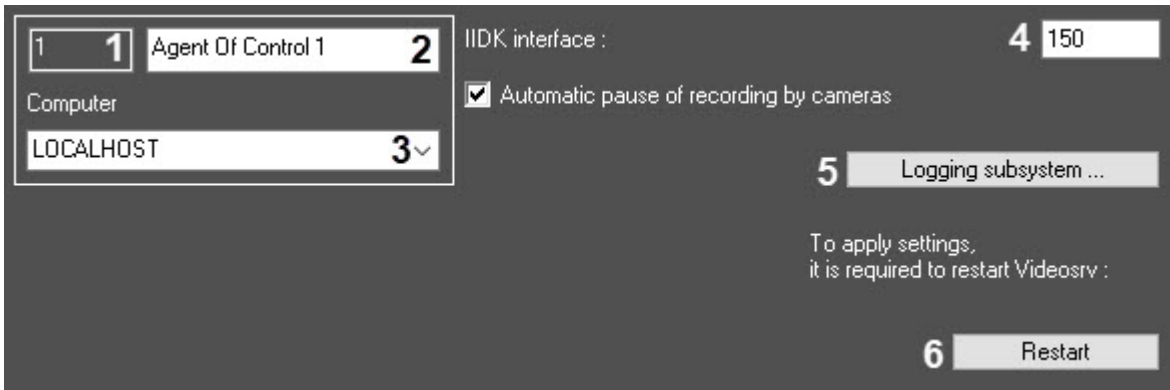 1 1 Agent Of Control 1 2
IIDK interface : 4 150
Automatic pause of recording by cameras
Computer
LOCALHOST 3
5 Logging subsystem ...
To apply settings,
it is required to restart Videosrv :
6 Restart